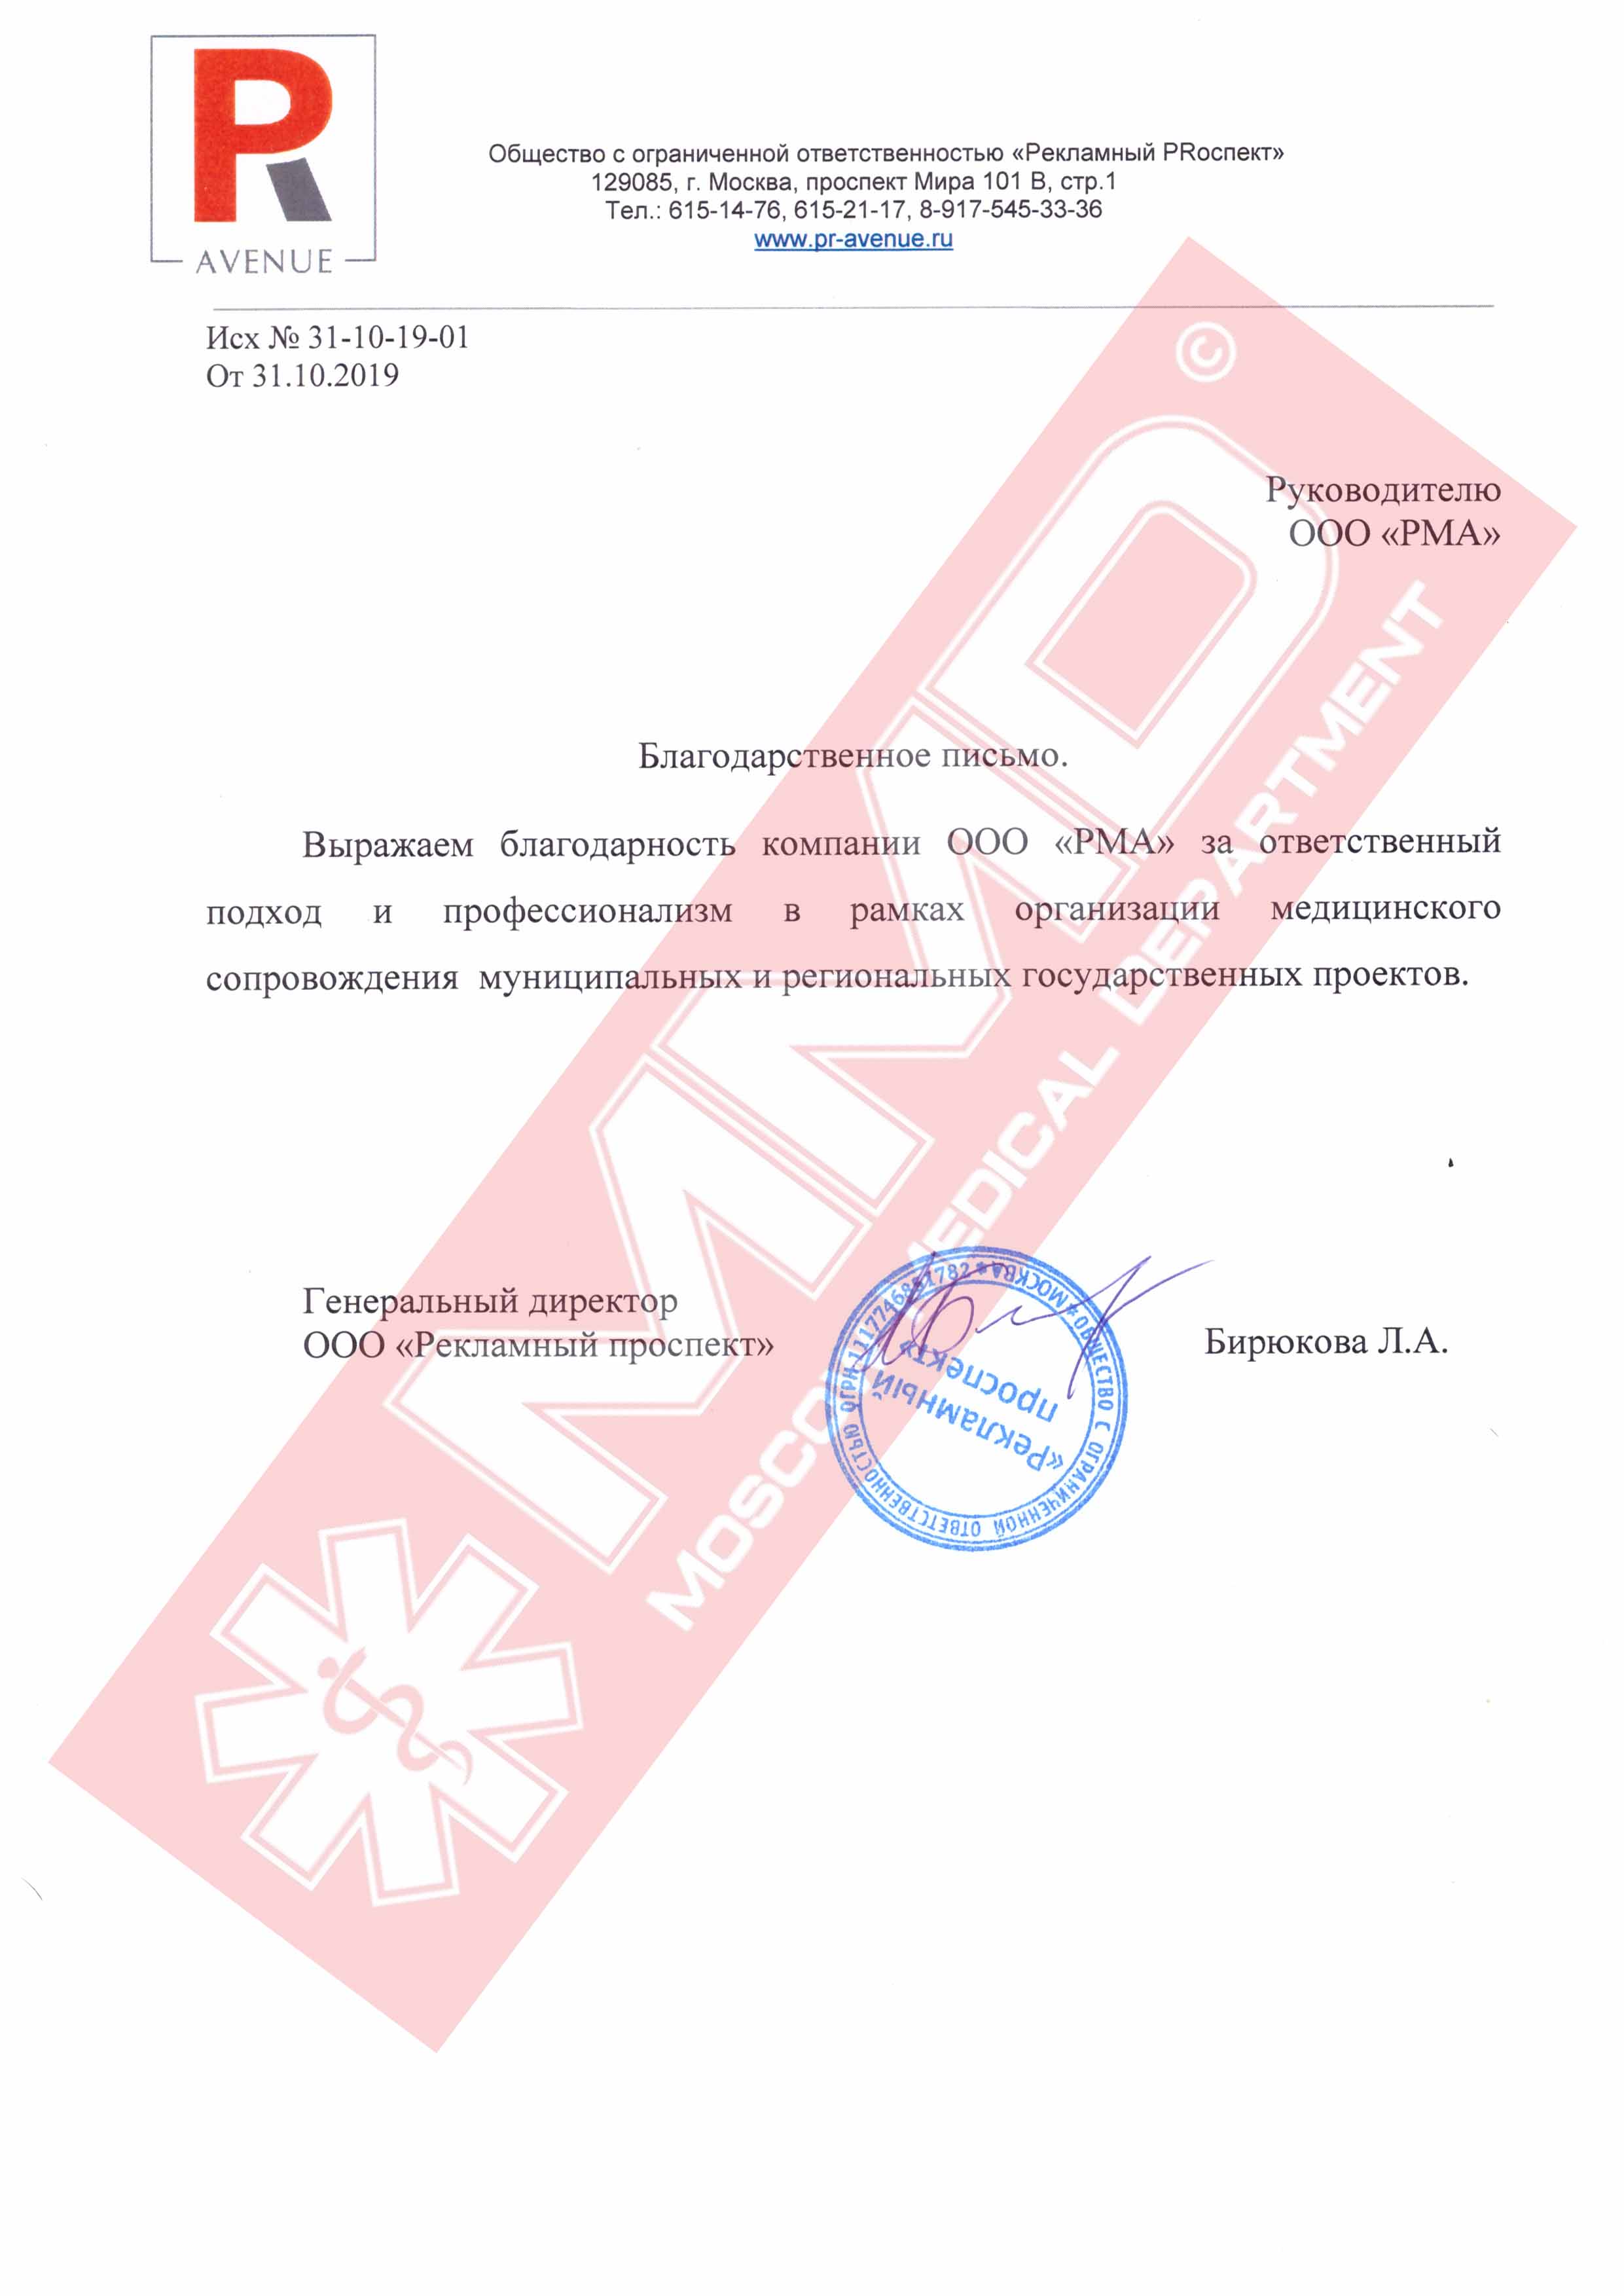 PR
AVENUE
Общество с ограниченной ответственностью «Рекламный PRоспект»
129085, г. Москва, проспект Мира 101 В, стр.1
Тел.: 615-14-76, 615-21-17, 8-917-545-33-36
www.pr-avenue.ru
Исх № 31-10-19-01
От 31.10.2019
©
Руководителю
ООО «РМА»
Благодарственное письмо.
Выражаем благодарность компании ООО «РМА» за ответственный
подход и профессионализм в рамках организации медицинского
сопровождения муниципальных и региональных государственных проектов.
Генеральный директор
ООО «Рекламный проспект»
Бирюкова Л.А.
«Рекламный
проспект»
ОБЩЕСТВО С ОГРАНИЧЕННОЙ ОТВЕТСТВЕННОСТЬЮ ОГРН *МОСКВА*
MMD
MOSCOW MEDICAL DEPARTMENT